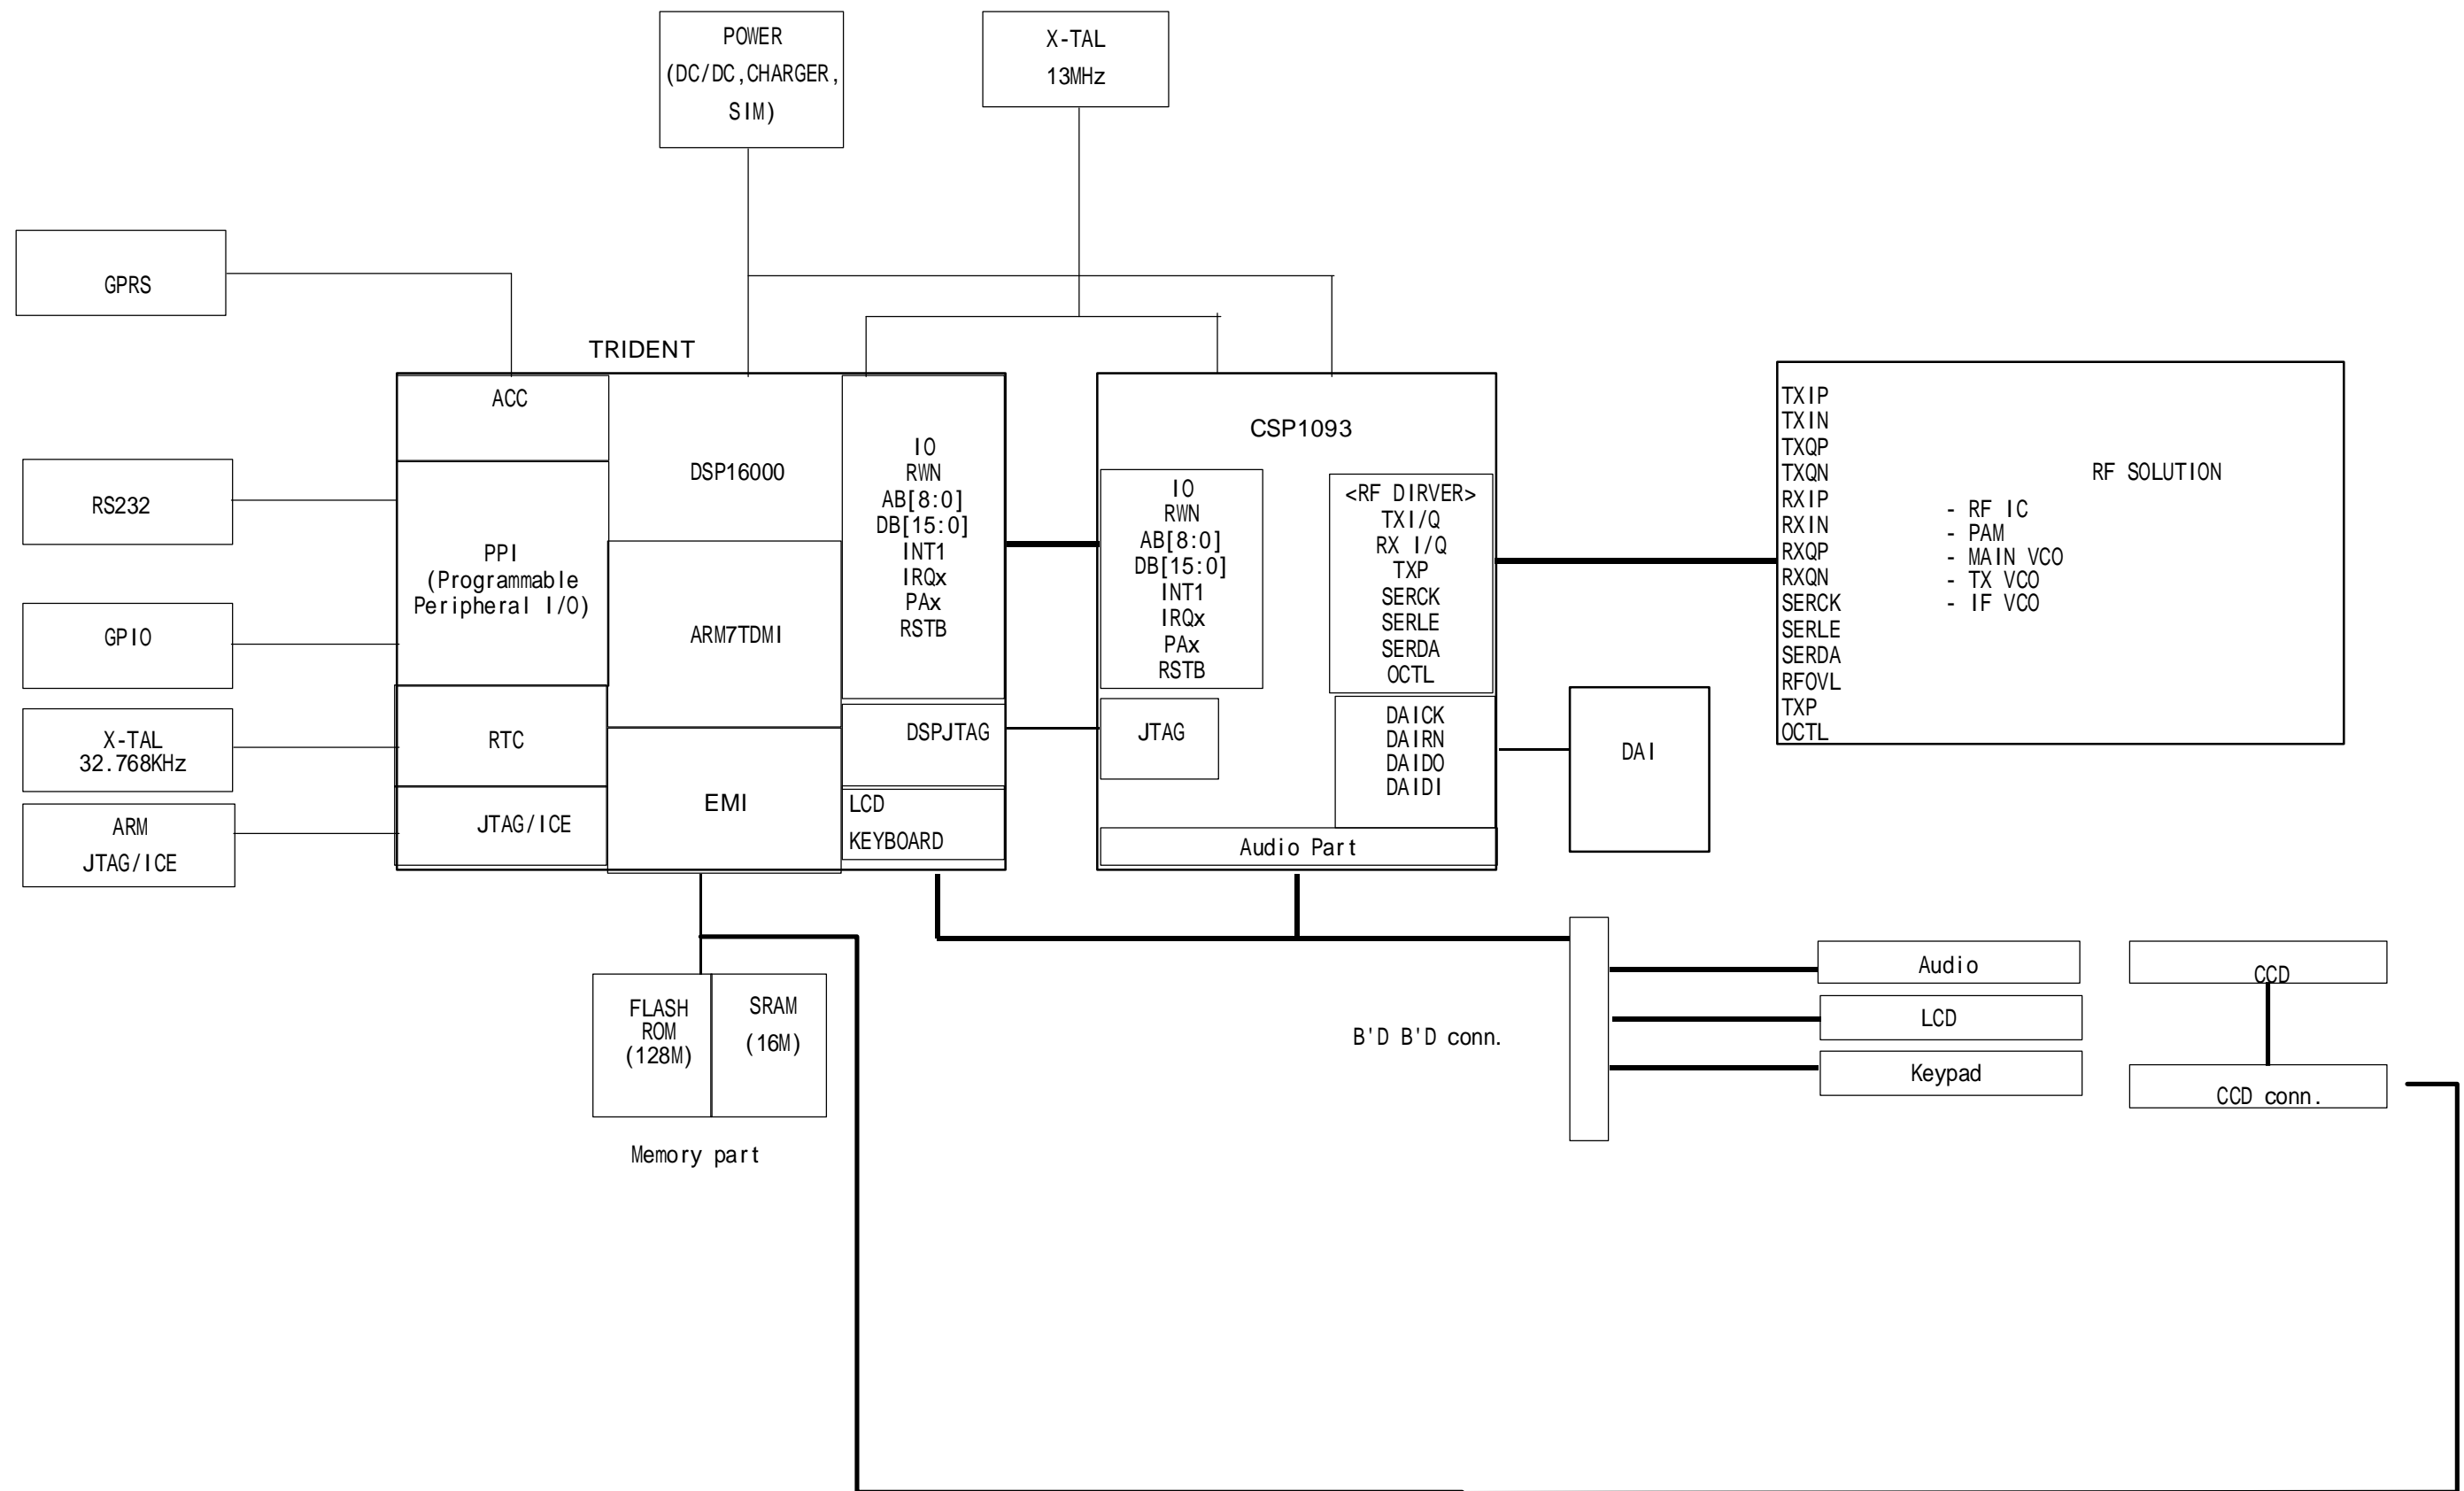 POWER
(DC/DC,CHARGER,
SIM)
X-TAL
13MHz
GPRS
TRIDENT
ACC
DSP16000
IO
RWN
AB[8:0]
DB[15:0]
INT1
IRQx
PAx
RSTB
RS232
PPI
(Programmable
Peripheral I/O)
ARM7TDMI
GPIO
X-TAL
32.768KHz
RTC
DSPJTAG
ARM
JTAG/ICE
JTAG/ICE
EMI
LCD
KEYBOARD
CSP1093
IO
RWN
AB[8:0]
DB[15:0]
INT1
IRQx
PAx
RSTB
<RF DIRVER>
TXI/Q
RX I/Q
TXP
SERCK
SERLE
SERDA
OCTL
JTAG
DAICK
DAIRN
DAIDO
DAIDI
Audio Part
DAI
TXIP
TXIN
TXQP
TXQN
RXIP
RXIN
RXQP
RXQN
SERCK
SERLE
SERDA
RFOVL
TXP
OCTL
RF SOLUTION
- RF IC
- PAM
- MAIN VCO
- TX VCO
- IF VCO
FLASH
ROM
(128M)
SRAM
(16M)
Memory part
B'D B'D conn.
Audio
LCD
Keypad
CCD
CCD conn.